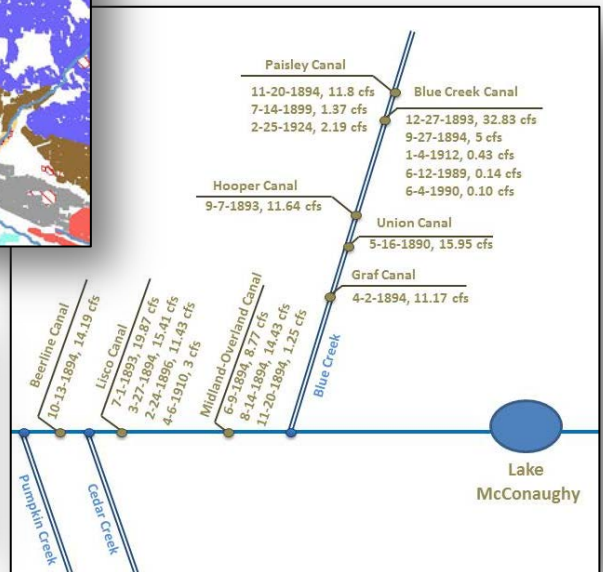 Paisley Canal
11-20-1894, 11.8 cfs
7-14-1899, 1.37 cfs
2-25-1924, 2.19 cfs
Blue Creek Canal
12-27-1893, 32.83 cfs
9-27-1894, 5 cfs
1-4-1912, 0.43 cfs
6-12-1989, 0.14 cfs
6-4-1990, 0.10 cfs
Hooper Canal
9-7-1893, 11.64 cfs
Union Canal
5-16-1890, 15.95 cfs
Graf Canal
4-2-1894, 11.17 cfs
Beerline Canal
10-13-1894, 14.19 cfs
Lisco Canal
7-1-1893, 19.87 cfs
3-27-1894, 15.41 cfs
2-24-1896, 11.43 cfs
4-6-1910, 3 cfs
Midland-Overland Canal
6-9-1894, 8.77 cfs
8-14-1894, 14.43 cfs
11-20-1894, 1.25 cfs
Blue Creek
Pumpkin Creek
Cedar Creek
Lake
McConaughy